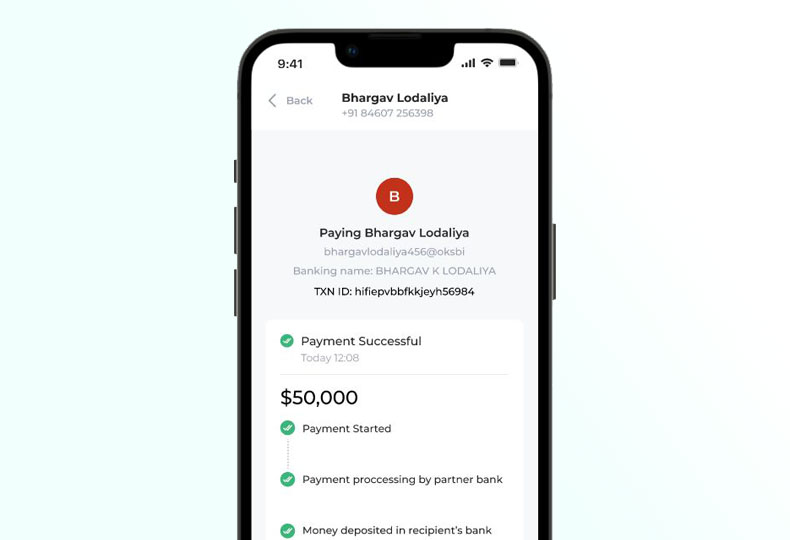 9:41
Back
Bhargav Lodaliya
+91 84607 256398
B
Paying Bhargav Lodaliya
bhargavlodaliya456@oksbi
Banking name: BHARGAV K LODALIYA
TXN ID: hifiepvbbfkkjeyh56984
Payment Successful
Today 12:08
$50,000
Payment Started
Payment proccessing by partner bank
Money deposited in recipient's bank